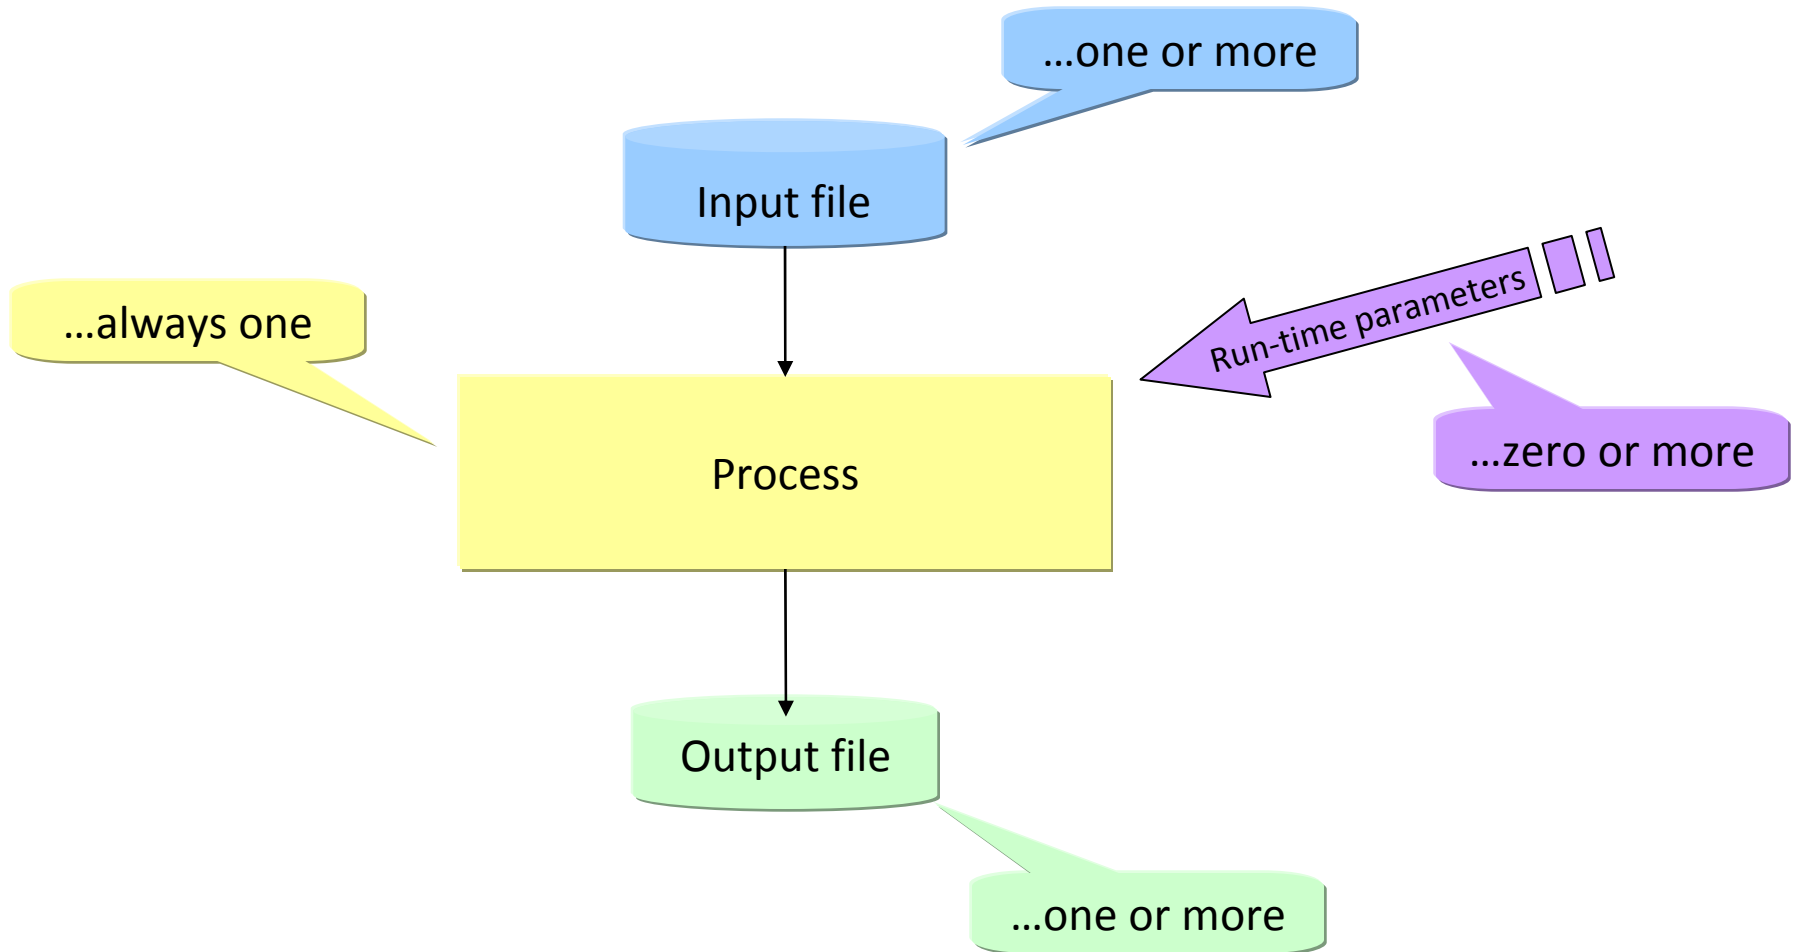 ...one or more
Input file
Run-time parameters
...always one
...zero or more
Process
Output file
...one or more